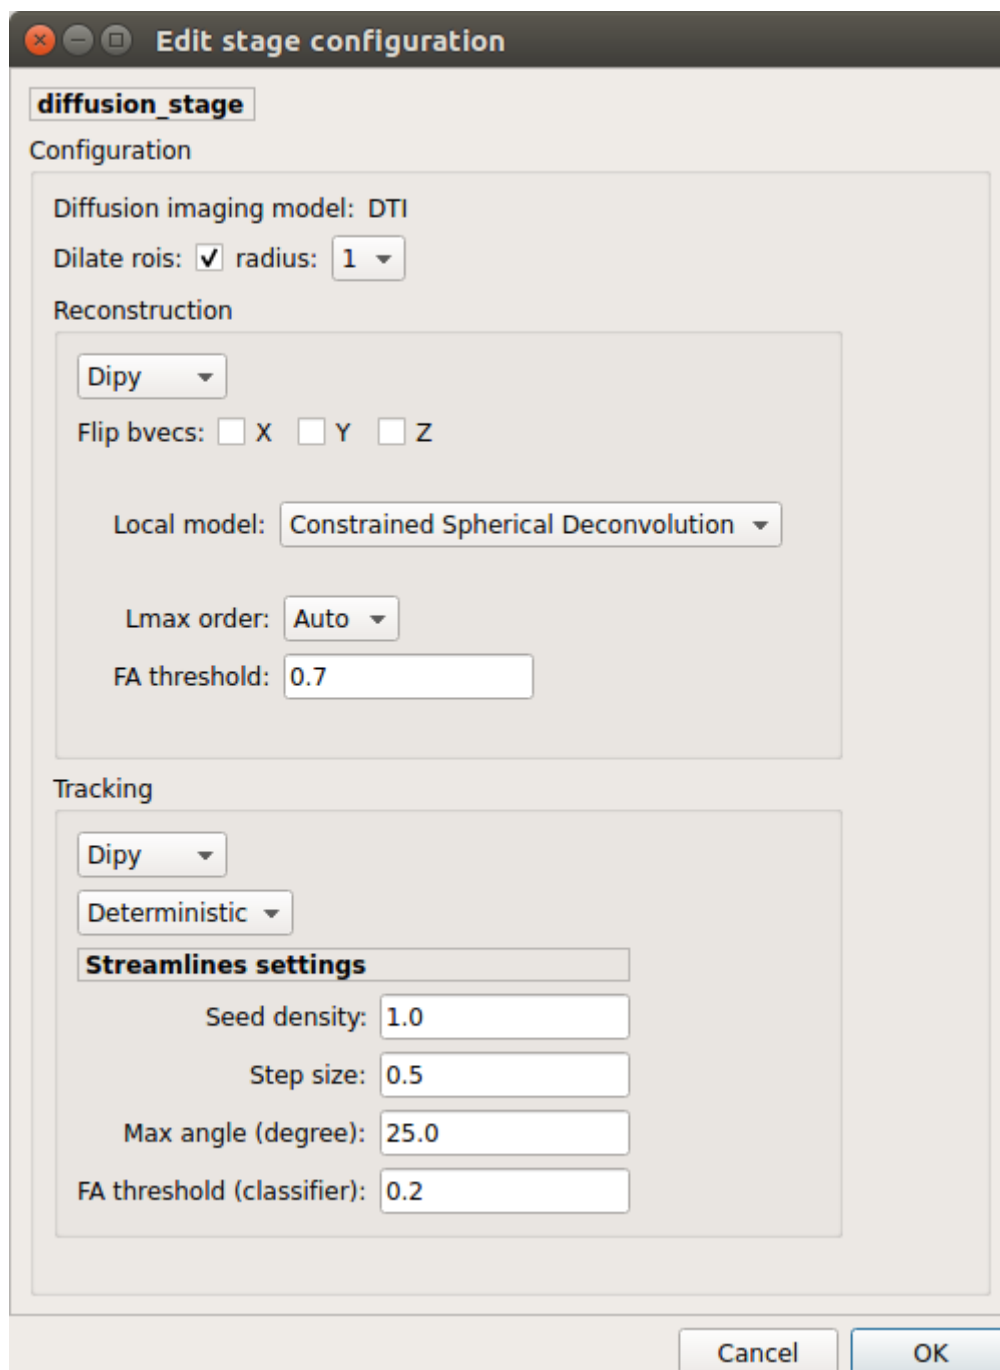 Edit stage configuration
diffusion_stage
Configuration
Diffusion imaging model: DTI
Dilate rois: radius: 1
Reconstruction
Dipy
Flip bvecs: X Y Z
Local model: Constrained Spherical Deconvolution
Lmax order: Auto
FA threshold: 0.7
Tracking
Dipy
Deterministic
Streamlines settings
Seed density: 1.0
Step size: 0.5
Max angle (degree): 25.0
FA threshold (classifier): 0.2
Cancel OK